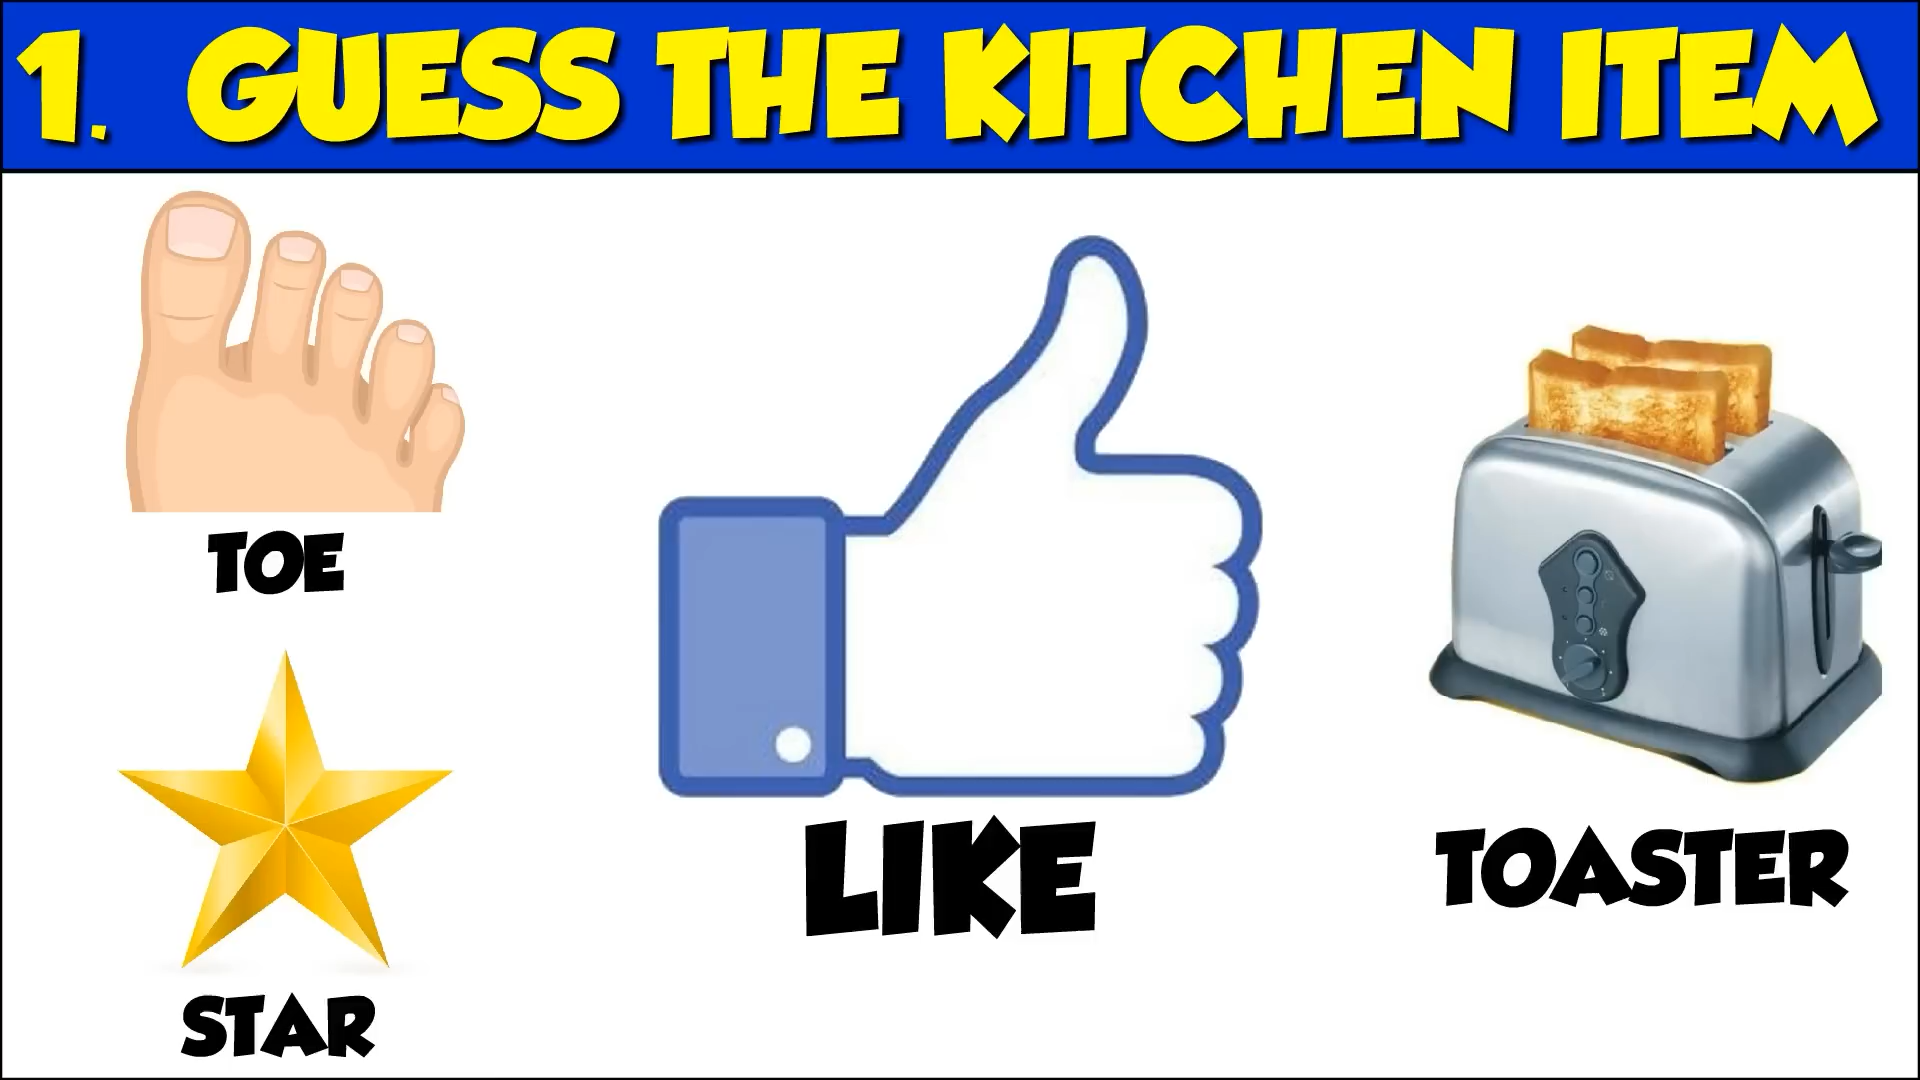 1. GUESS THE KITCHEN ITEM
TOE
STAR
LIKE
TOASTER